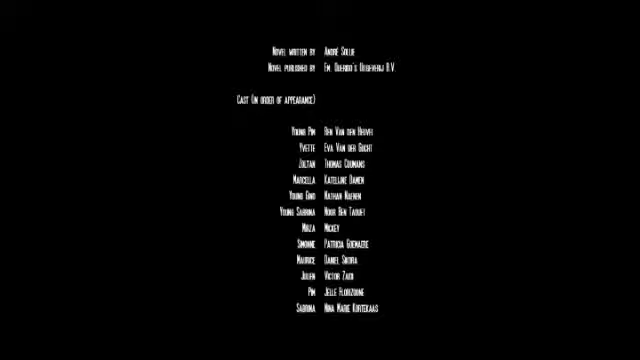 Novel written by André Sollie
Novel published by Em. Querido's Uitgeverij B.V.
Cast (in order of appearance)
Young Pim Ben Van den Heuvel
Yvette Eva Van der Gucht
Zoltan Thomas Coumans
Marcella Katelijne Damen
Young Gino Nathan Naenen
Young Sabrina Noor Ben Taouet
Mirza Mickey
Simonne Patricia Goemaere
Maurice Daniel Sikora
Julien Victor Zaidi
Pim Jelle Florizoone
Sabrina Nina Marie Kortekaas